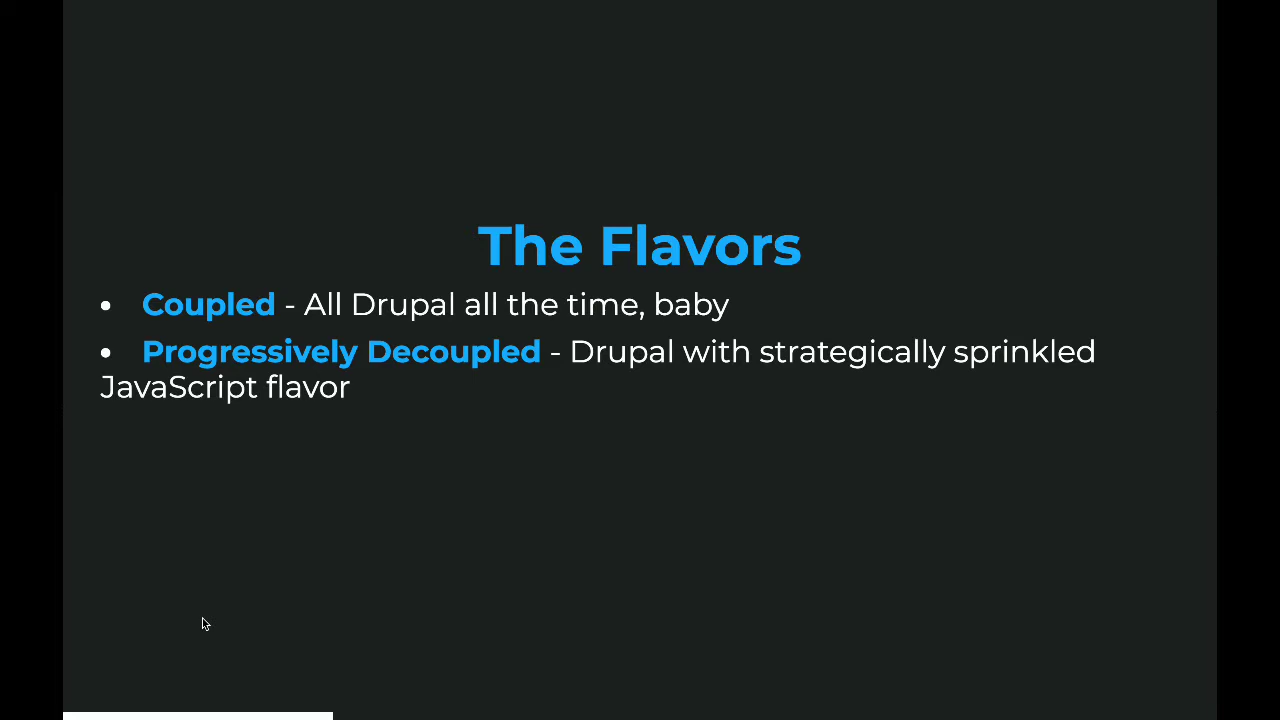 The Flavors
• Coupled - All Drupal all the time, baby
• Progressively Decoupled - Drupal with strategically sprinkled
JavaScript flavor